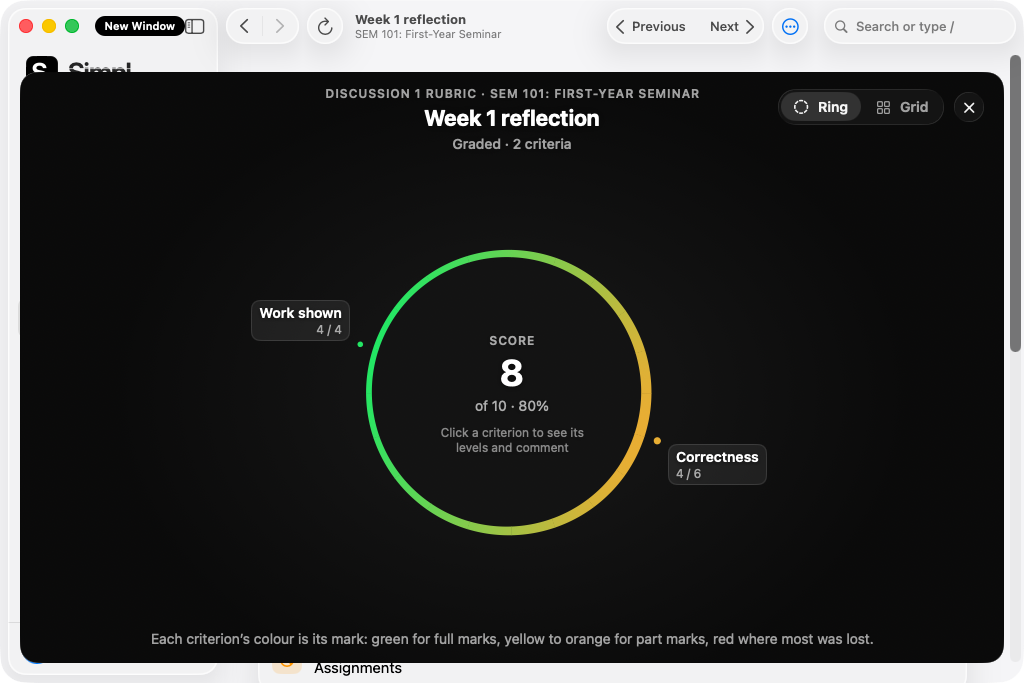 New Window
Week 1 reflection
SEM 101: First-Year Seminar
Previous
Next
Search or type /
DISCUSSION 1 RUBRIC · SEM 101: FIRST-YEAR SEMINAR
Week 1 reflection
Graded · 2 criteria
Ring
Grid
Work shown
4 / 4
SCORE
8
of 10 · 80%
Click a criterion to see its
levels and comment
Correctness
4 / 6
Each criterion’s colour is its mark: green for full marks, yellow to orange for part marks, red where most was lost.
Assignments